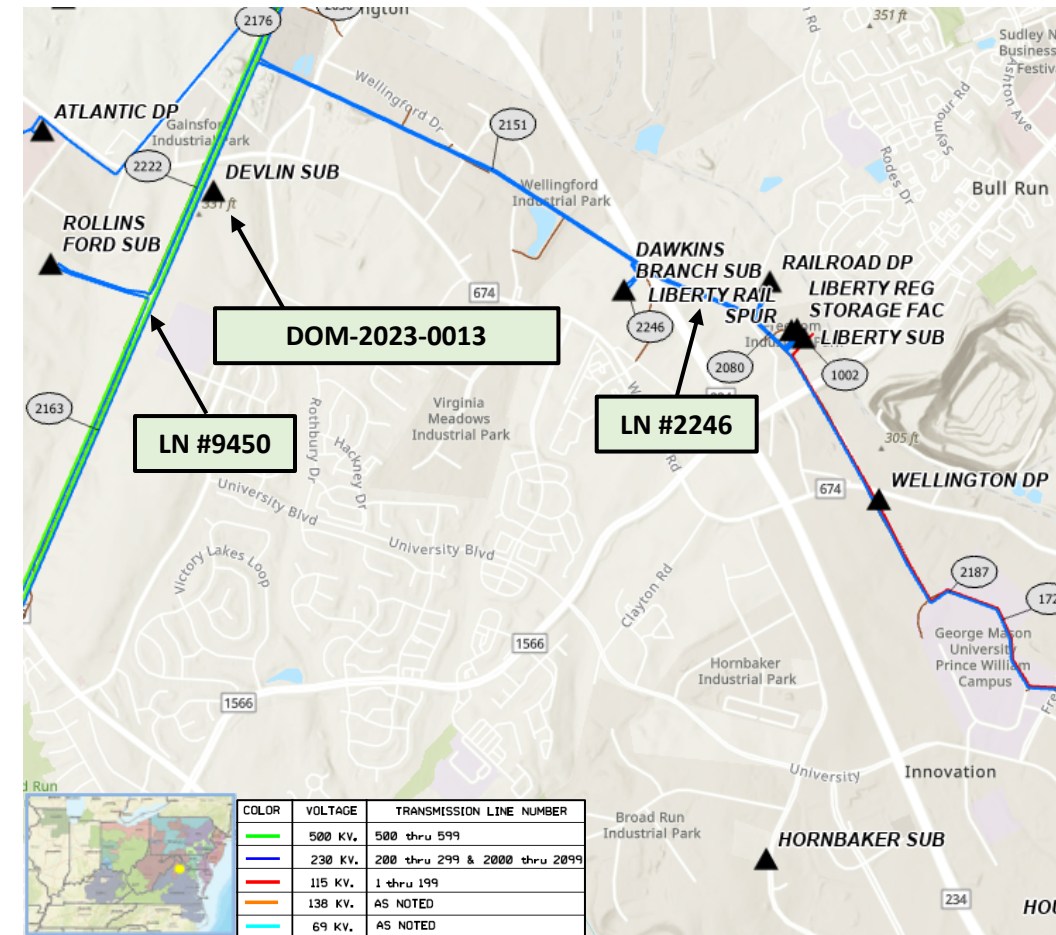 2176
351 ft
Sudley
Business
Festiv
Ashton Ave
Seymour Rd
Rodes Dr
Wellingford Dr
2151
ATLANTIC DP
Gainsford
Industrial Park
2222
DEVLIN SUB
331 ft
Wellingford
Industrial Park
Bull Run
ROLLINS
FORD SUB
DAWKINS
BRANCH SUB
RAILROAD DP
LIBERTY RAIL
SPUR
LIBERTY REG
STORAGE FAC
LIBERTY SUB
674
DOM-2023-0013
2246
2080
1002
2163
LN #9450
LN #2246
Virginia
Meadows
Industrial Park
Rothbury Dr
Hackney Dr
305 ft
University Blvd
University Blvd
674
WELLINGTON DP
Victory Lakes Loop
Clayton Rd
2187
172
1566
George Mason
University
Prince William
Campus
Hornbaker
Industrial Park
1566
University
Innovation
Broad Run
Industrial Park
HORNBAKER SUB
234
HOU
COLOR VOLTAGE TRANSMISSION LINE NUMBER
500 KV. 500 thru 599
230 KV. 200 thru 299 & 2000 thru 2099
115 KV. 1 thru 199
138 KV. AS NOTED
69 KV. AS NOTED